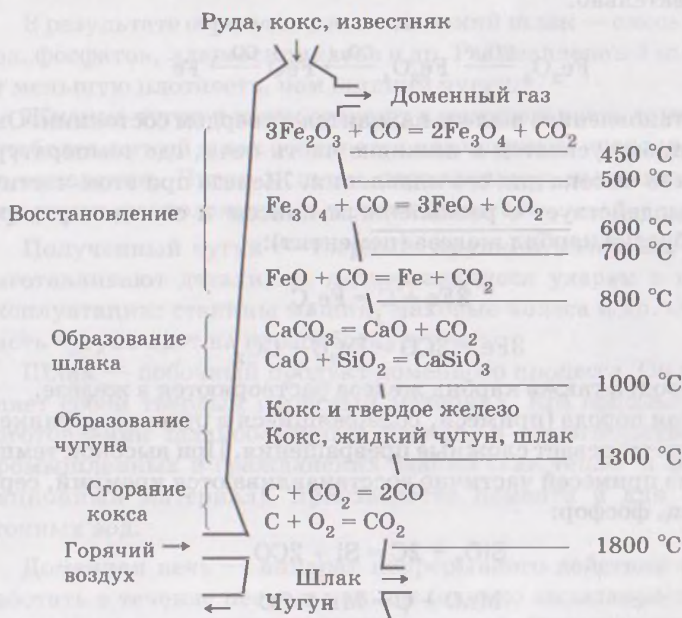 Руда, кокс, известняк
Доменный газ
3Fe₂O₃ + CO = 2Fe₃O₄ + CO₂
450 °C
500 °C
Восстановление
Fe₃O₄ + CO = 3FeO + CO₂
600 °C
700 °C
FeO + CO = Fe + CO₂
800 °C
Образование шлака
CaCO₃ = CaO + CO₂
CaO + SiO₂ = CaSiO₃
1000 °C
Образование чугуна
Кокс и твердое железо
Кокс, жидкий чугун, шлак
1300 °C
Сгорание кокса
C + CO₂ = 2CO
C + O₂ = CO₂
1800 °C
Горячий воздух
Шлак
Чугун